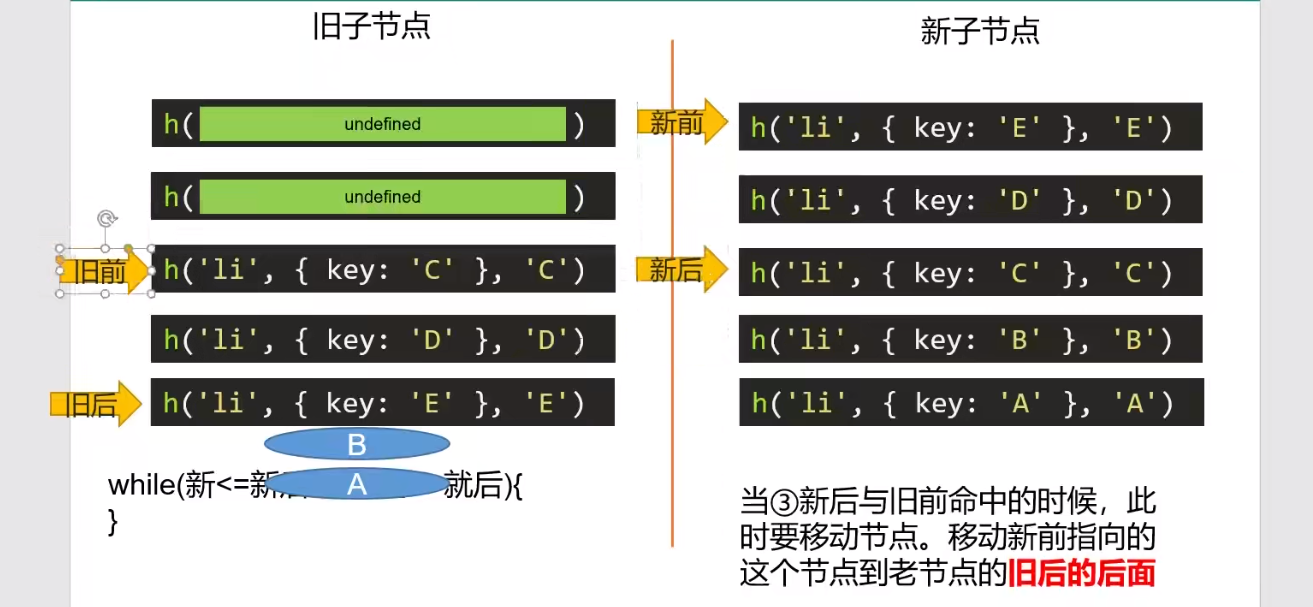 旧子节点
新子节点
h( undefined )
新前
h('li', { key: 'E' }, 'E')
h( undefined )
h('li', { key: 'D' }, 'D')
旧前
h('li', { key: 'C' }, 'C')
新后
h('li', { key: 'C' }, 'C')
h('li', { key: 'D' }, 'D')
h('li', { key: 'B' }, 'B')
旧后
h('li', { key: 'E' }, 'E')
h('li', { key: 'A' }, 'A')
B
A
while(新<=新 就后){
}
当③新后与旧前命中的时候，此
时要移动节点。移动新前指向的
这个节点到老节点的旧后的后面